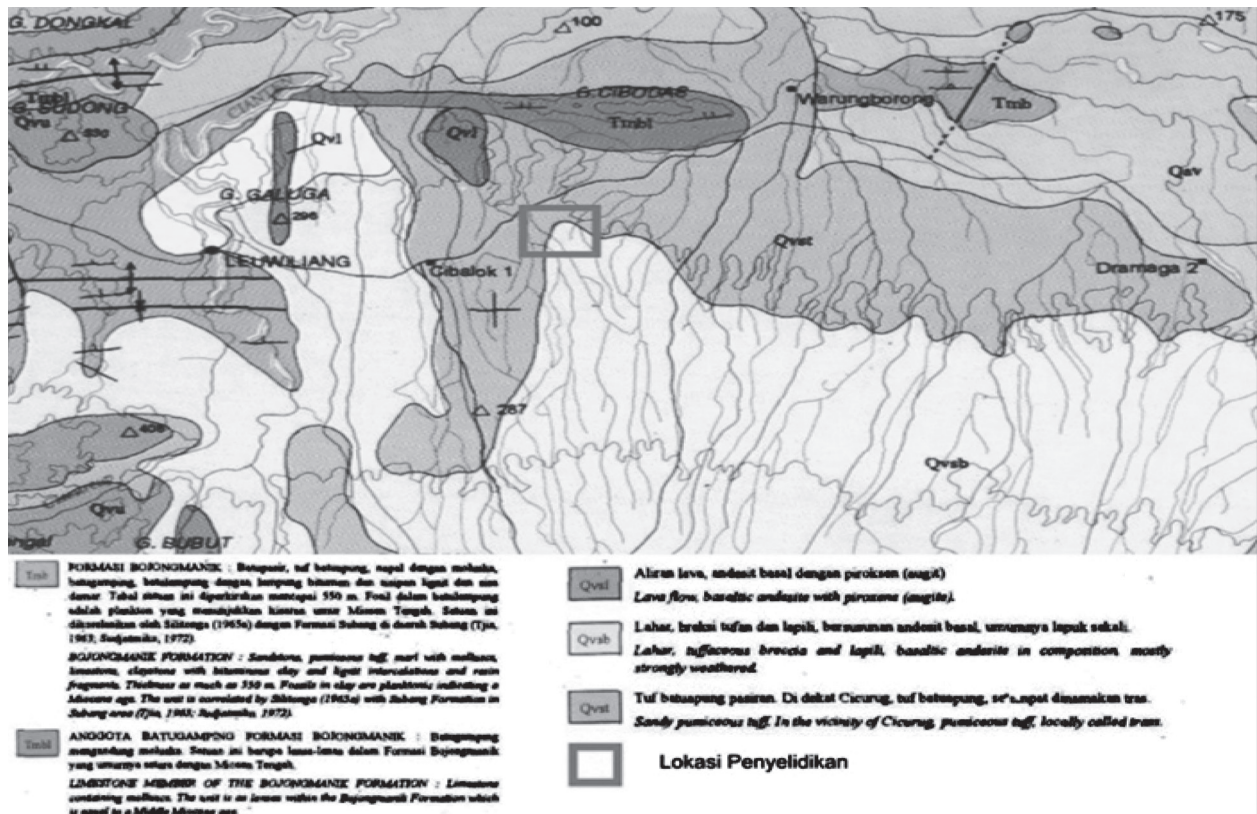 G. DONGKAL
100
175
Tmbl
G. CIBODAS
Warungborong
Tmb
Qvu
330
CIANTEN
Qvl
Qvl
Tmbl
Qav
G. GALUGA
296
Qvst
LEUWILIANG
Cibalok 1
Dramaga 2
287
406
Qvsb
Qvu
G. BUBUT
Tmb
FORMASI BOJONGMANIK : Batupasir, tuf batuapung, napal dengan moluska,
batugamping, batulempung dengan lempung bitumen dan sisipan lignit dan sisa
damar. Tebal satuan ini diperkirakan mencapai 550 m. Fosil dalam batulempung
adalah plankton yang menunjukkan kisaran umur Miosen Tengah. Satuan ini
dikorelasikan oleh Silitonga (1965a) dengan Formasi Subang di daerah Subang (Tjia,
1963; Sudjatmiko, 1972).
BOJONGMANIK FORMATION : Sandstone, pumiceous tuff, marl with molluscs,
limestone, claystone with bituminous clay and lignit intercalations and resin
fragments. Thickness as much as 550 m. Fossils in clay are planktonic indicating a
Miocene age. The unit is correlated by Silitonga (1965a) with Subang Formation in
Subang area (Tjia, 1963; Sudjatmiko, 1972).
Tmbl
ANGGOTA BATUGAMPING FORMASI BOJONGMANIK : Batugamping
mengandung moluska. Satuan ini berupa lensa-lensa dalam Formasi Bojongmanik
yang umurnya setara dengan Miosen Tengah.
LIMESTONE MEMBER OF THE BOJONGMANIK FORMATION : Limestone
containing molluscs. The unit is as lenses within the Bojongmanik Formation which
is equal to a Middle Miocene age.
Qvsl
Aliran lava, andesit basal dengan piroksen (augit)
Lava flow, basaltic andesite with piroxene (augite).
Qvsb
Lahar, breksi tufan dan lapili, bersusunan andesit basal, umumnya lapuk sekali.
Lahar, tuffaceous breccia and lapili, basaltic andesite in composition, mostly
strongly weathered.
Qvst
Tuf batuapung pasiran. Di dekat Cicurug, tuf batuapung, setempat dinamakan tras.
Sandy pumiceous tuff. In the vicinity of Cicurug, pumiceous tuff, locally called trass.
Lokasi Penyelidikan